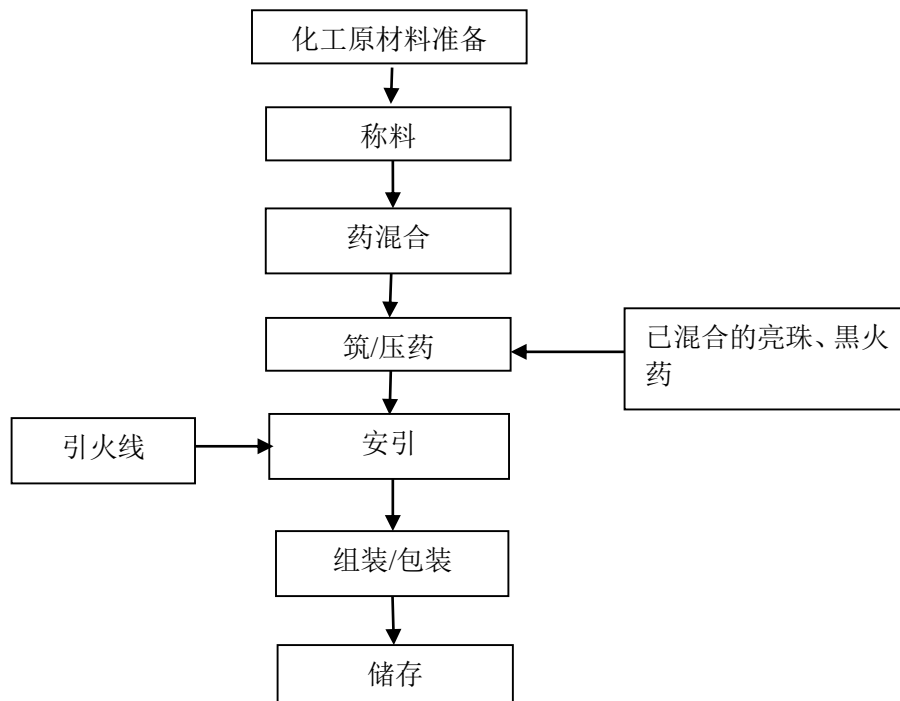 化工原材料准备
称料
药混合
筑/压药
已混合的亮珠、黒火
药
引火线
安引
组装/包装
储存